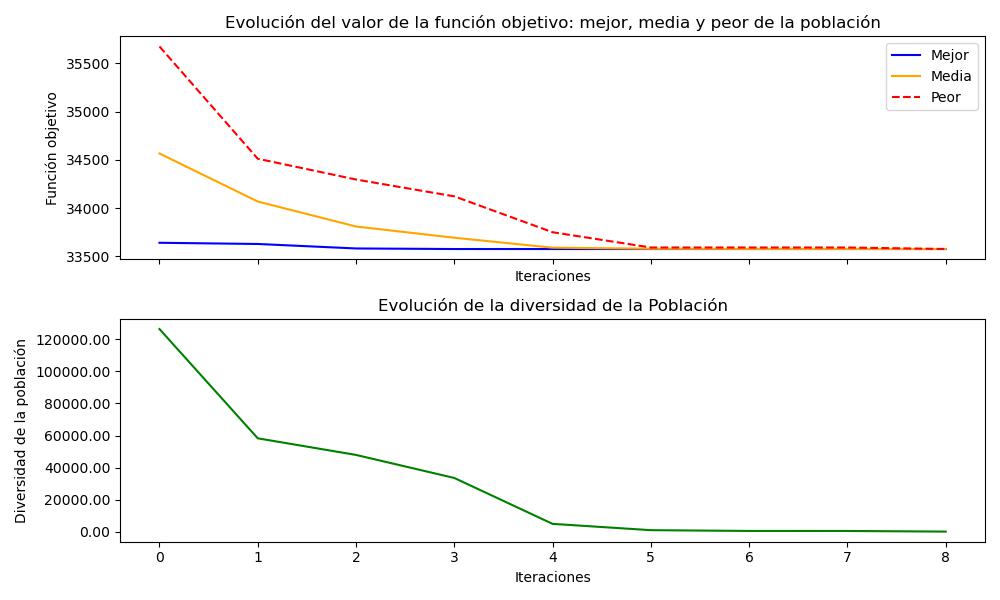 Evolución del valor de la función objetivo: mejor, media y peor de la población
Función objetivo
35500
35000
34500
34000
33500
Mejor
Media
Peor
Iteraciones
Evolución de la diversidad de la Población
Diversidad de la población
120000.00
100000.00
80000.00
60000.00
40000.00
20000.00
0.00
0 1 2 3 4 5 6 7 8
Iteraciones